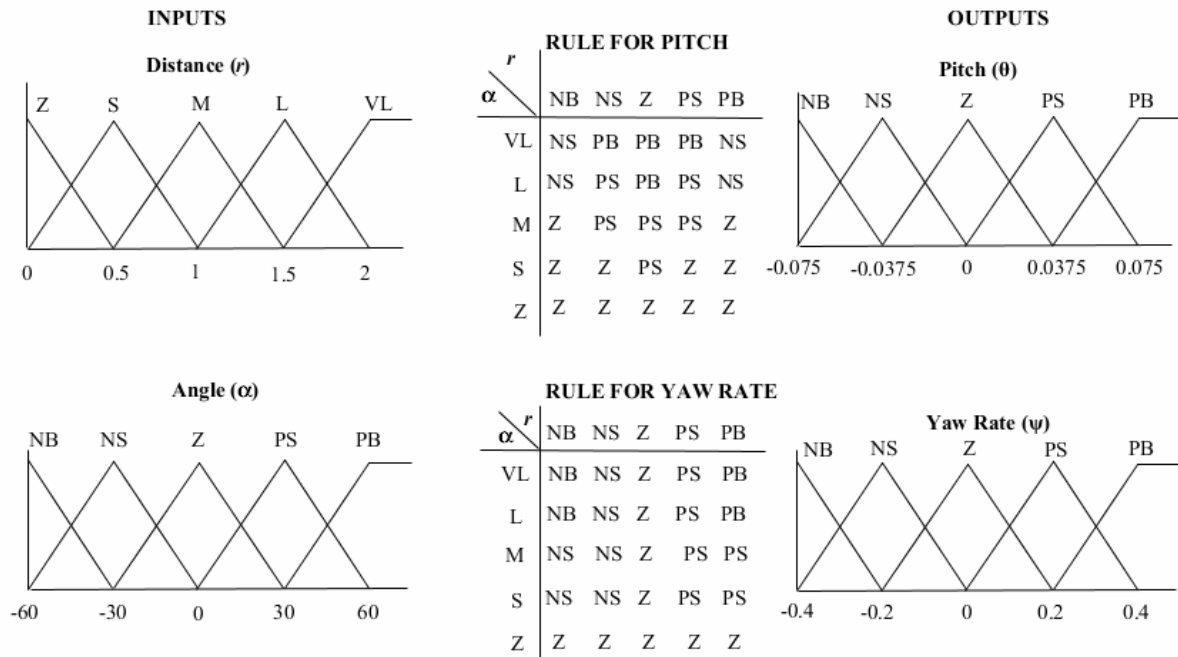 INPUTS
Distance (r)
Z S M L VL
0 0.5 1 1.5 2
Angle (α)
NB NS Z PS PB
-60 -30 0 30 60
RULE FOR PITCH
r
α NB NS Z PS PB
VL NS PB PB PB NS
L NS PS PB PS NS
M Z PS PS PS Z
S Z Z PS Z Z
Z Z Z Z Z Z
RULE FOR YAW RATE
r
α NB NS Z PS PB
VL NB NS Z PS PB
L NB NS Z PS PB
M NS NS Z PS PS
S NS NS Z PS PS
Z Z Z Z Z Z
OUTPUTS
Pitch (θ)
NB NS Z PS PB
-0.075 -0.0375 0 0.0375 0.075
Yaw Rate (ψ)
NB NS Z PS PB
-0.4 -0.2 0 0.2 0.4